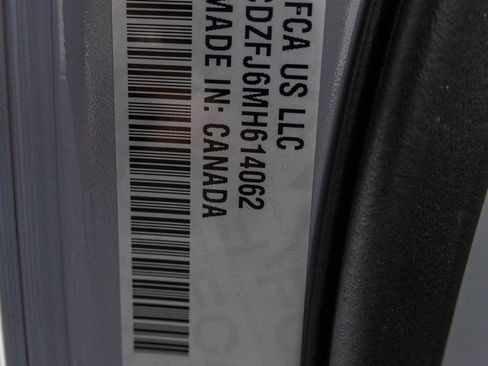 FCA US LLC
CDZFJ6MH614062
MADE IN: CANADA